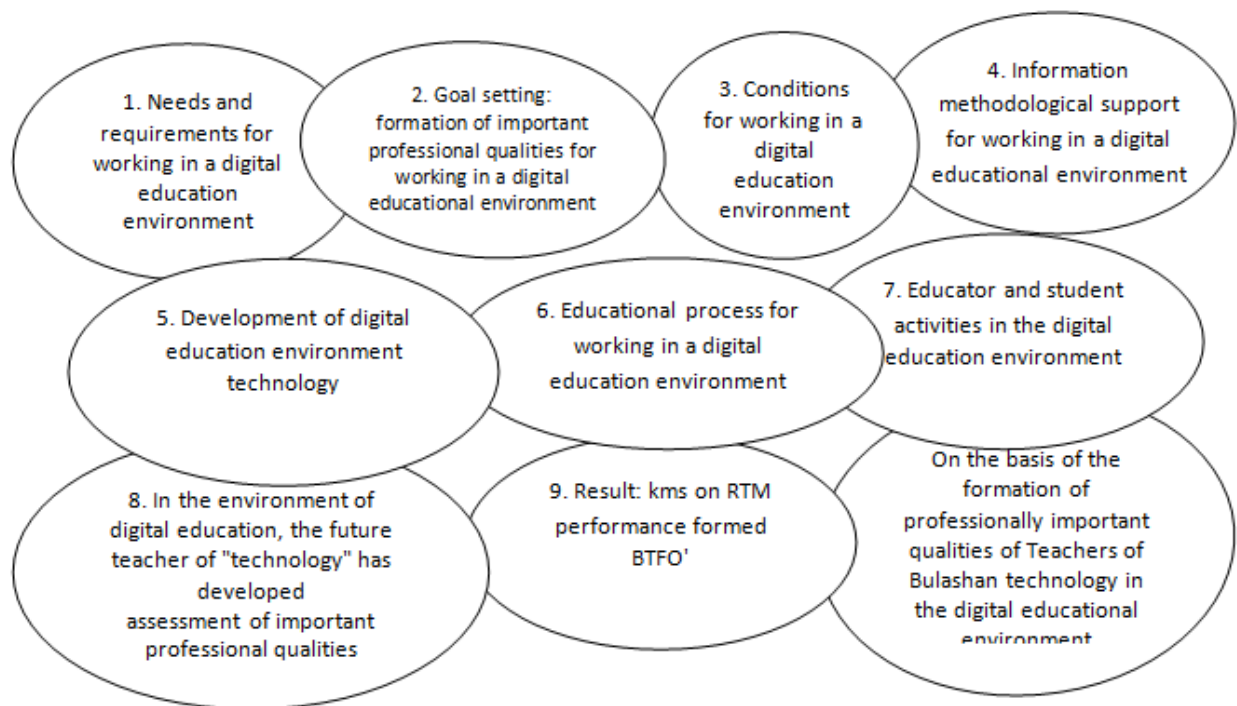 1. Needs and
requirements for
working in a digital
education
environment
2. Goal setting:
formation of important
professional qualities for
working in a digital
educational environment
3. Conditions
for working in a
digital
education
environment
4. Information
methodological support
for working in a digital
educational environment
5. Development of digital
education environment
technology
6. Educational process for
working in a digital
education environment
7. Educator and student
activities in the digital
education environment
8. In the environment of
digital education, the future
teacher of "technology" has
developed
assessment of important
professional qualities
9. Result: kms on RTM
performance formed
BTFO'
On the basis of the
formation of
professionally important
qualities of Teachers of
Bulashan technology in
the digital educational
environment